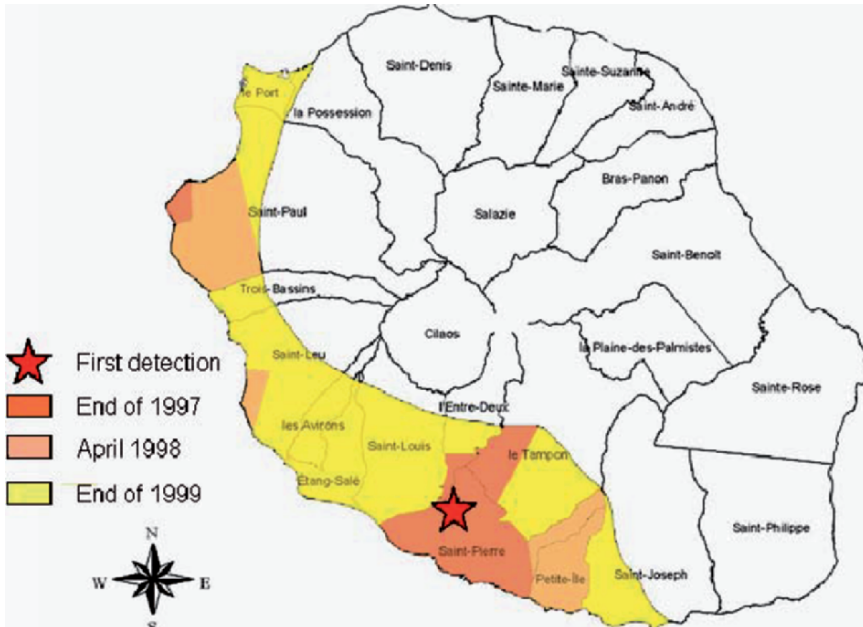 Saint-Denis
Sainte-Marie
Sainte-Suzanne
Saint-André
le Port
la Possession
Bras-Panon
Saint-Paul
Salazie
Saint-Benoît
Trois-Bassins
Cilaos
la Plaine-des-Palmistes
Saint-Leu
Sainte-Rose
l'Entre-Deux
les Avirons
Saint-Louis
le Tampon
Étang-Salé
Saint-Pierre
Petite-Île
Saint-Joseph
Saint-Philippe
First detection
End of 1997
April 1998
End of 1999
N
W E
S